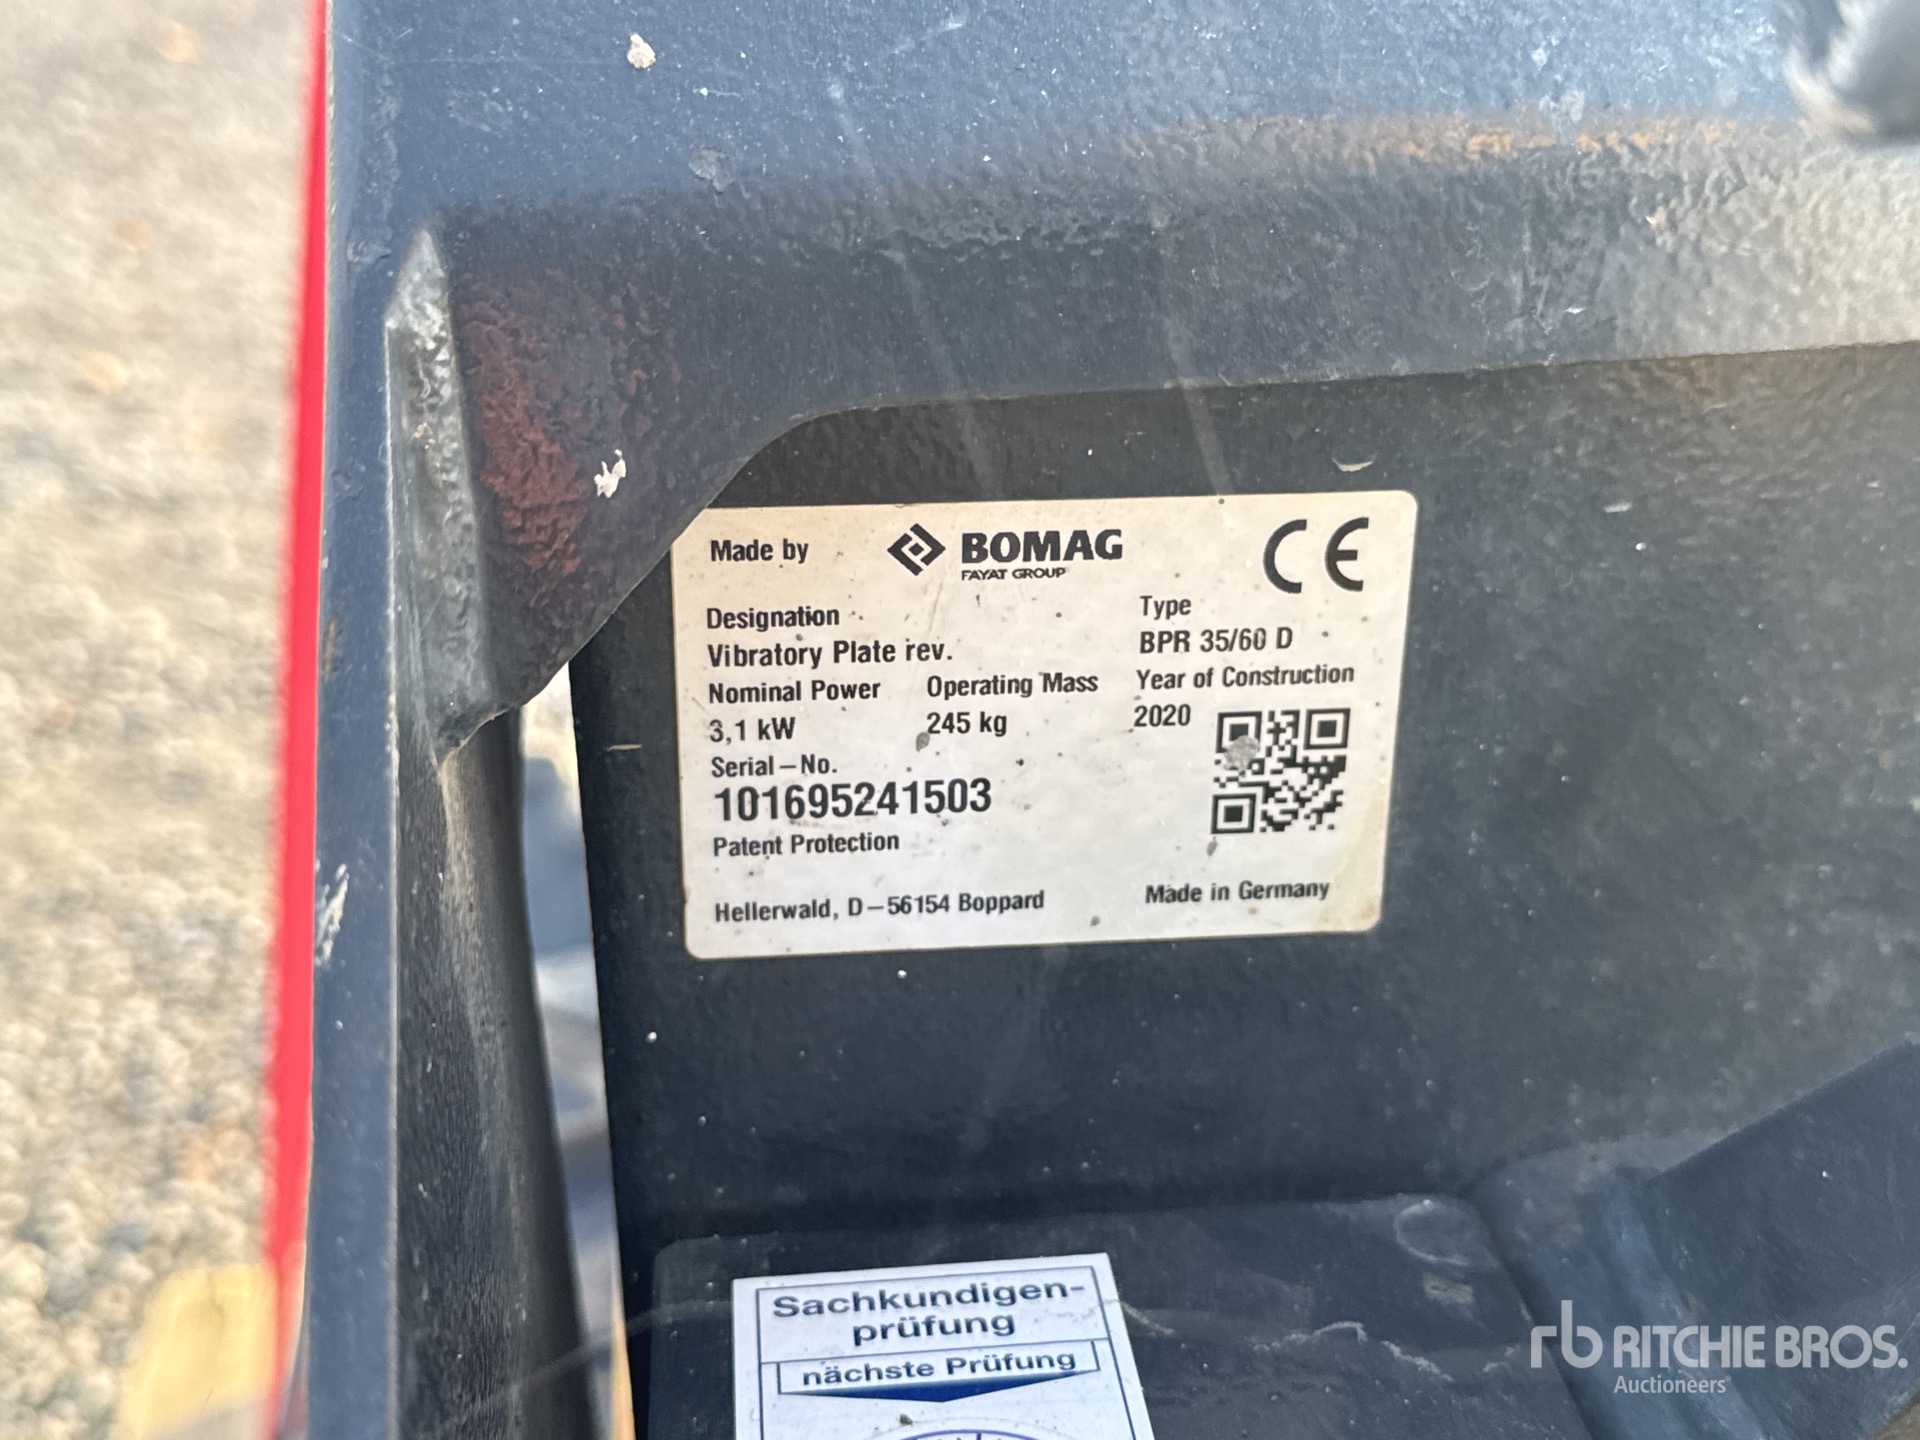 Made by
BOMAG
FAYAT GROUP
CE
Designation
Type
Vibratory Plate rev.
BPR 35/60 D
Nominal Power
Operating Mass
Year of Construction
3,1 kW
245 kg
2020
Serial-No.
101695241503
Patent Protection
Hellerwald, D-56154 Boppard
Made in Germany
Sachkundigen-
prüfung
nächste Prüfung
rb RITCHIE BROS.
Auctioneers